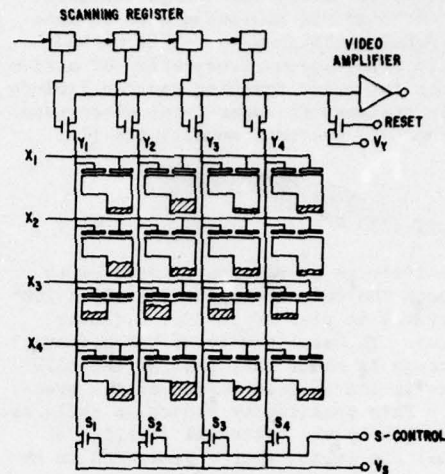 SCANNING REGISTER
VIDEO
AMPLIFIER
RESET
Y1 Y2 Y3 Y4 VY
X1
X2
X3
X4
S1 S2 S3 S4 S-CONTROL
VS